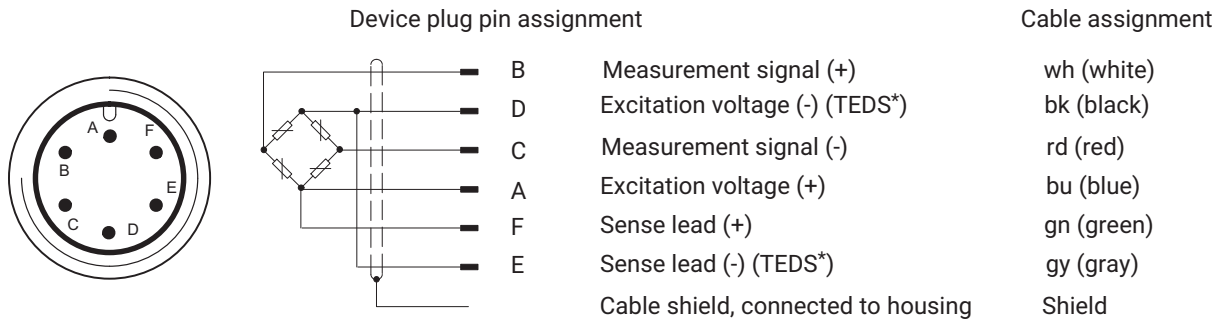 Device plug pin assignment Cable assignment
B Measurement signal (+) wh (white)
D Excitation voltage (-) (TEDS*) bk (black)
C Measurement signal (-) rd (red)
A Excitation voltage (+) bu (blue)
F Sense lead (+) gn (green)
E Sense lead (-) (TEDS*) gy (gray)
Cable shield, connected to housing Shield
A F
B
E
C D